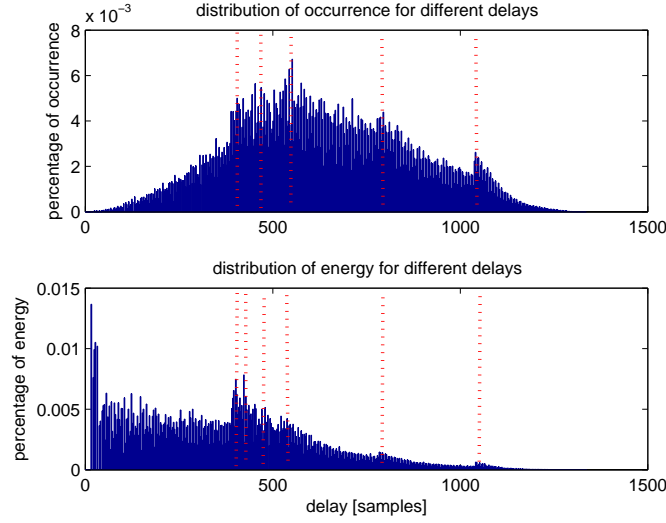 distribution of occurrence for different delays
x 10^-3
percentage of occurrence
8
6
4
2
0
0
500
1000
1500
distribution of energy for different delays
percentage of energy
0.015
0.01
0.005
0
0
500
1000
1500
delay [samples]